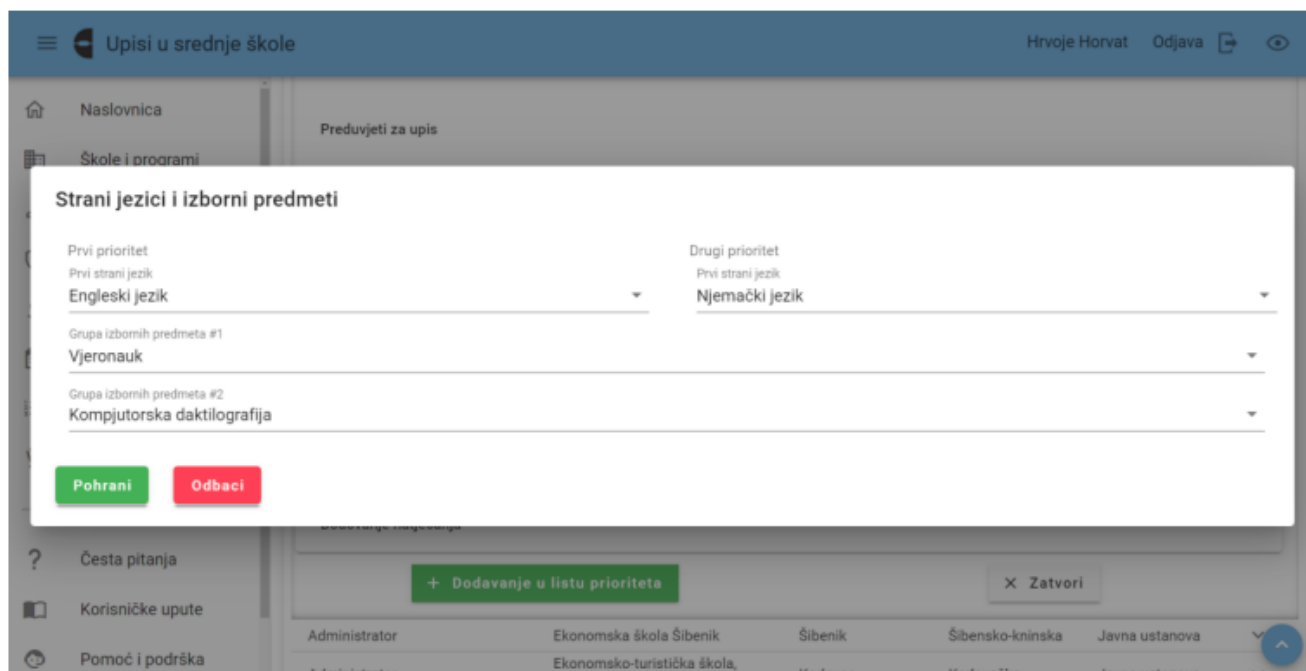 Upisi u srednje škole
Hrvoje Horvat Odjava
Naslovnica
Škole i programi
Preduvjeti za upis
Strani jezici i izborni predmeti
Prvi prioritet
Drugi prioritet
Prvi strani jezik
Prvi strani jezik
Engleski jezik
Njemački jezik
Grupa izbornih predmeta #1
Vjeronauk
Grupa izbornih predmeta #2
Kompjutorska daktilografija
Pohrani
Odbaci
Česta pitanja
+ Dodavanje u listu prioriteta
× Zatvori
Korisničke upute
Administrator Ekonomska škola Šibenik Šibenik Šibensko-kninska Javna ustanova
Pomoć i podrška
Ekonomsko-turistička škola,